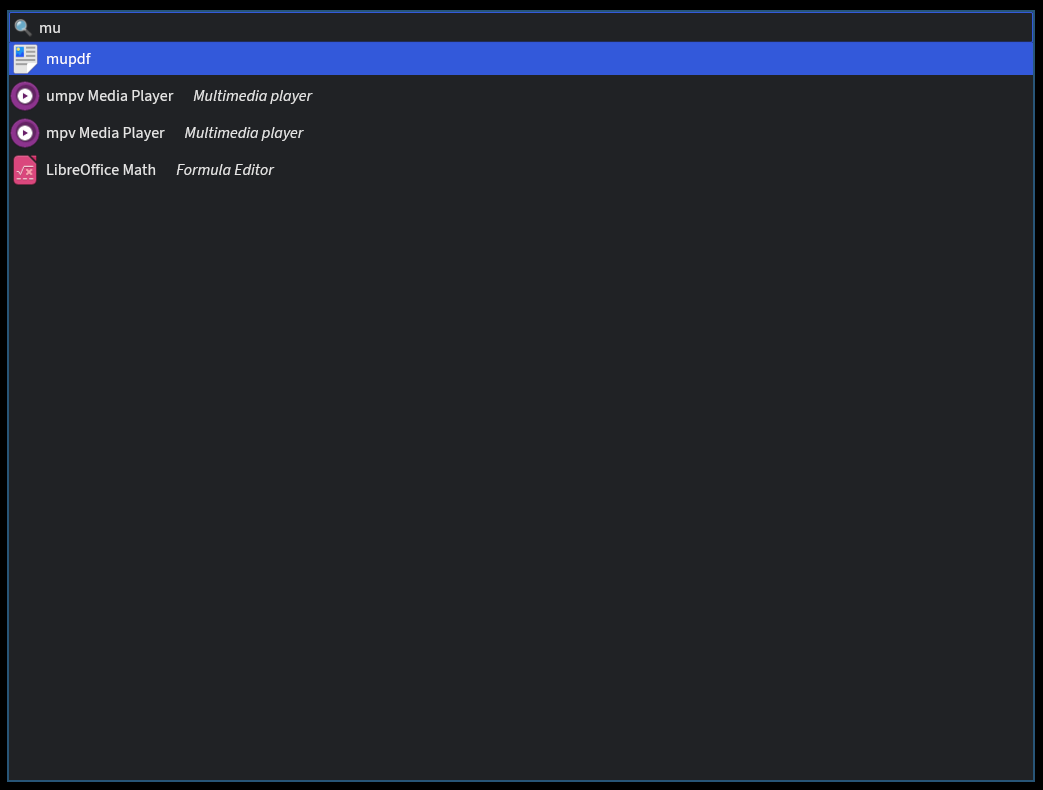 mu
mupdf
umpv Media Player Multimedia player
mpv Media Player Multimedia player
LibreOffice Math Formula Editor